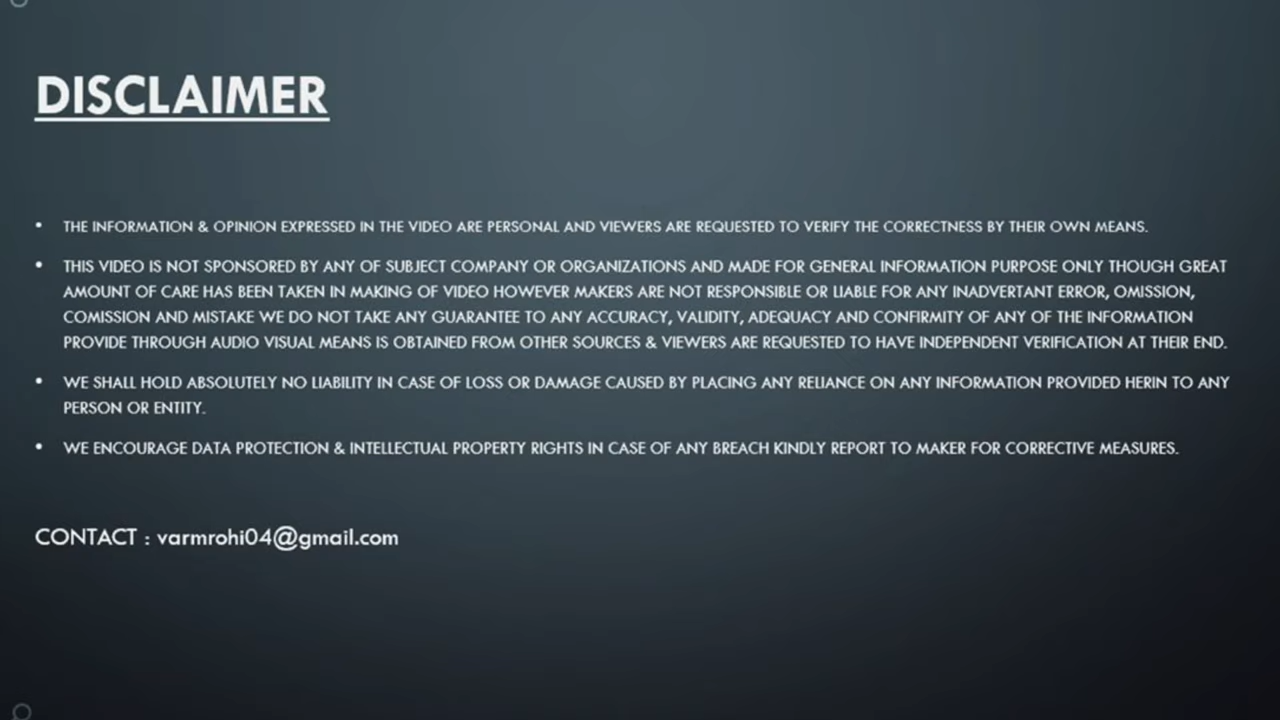 DISCLAIMER
• THE INFORMATION & OPINION EXPRESSED IN THE VIDEO ARE PERSONAL AND VIEWERS ARE REQUESTED TO VERIFY THE CORRECTNESS BY THEIR OWN MEANS.
• THIS VIDEO IS NOT SPONSORED BY ANY OF SUBJECT COMPANY OR ORGANIZATIONS AND MADE FOR GENERAL INFORMATION PURPOSE ONLY THOUGH GREAT
AMOUNT OF CARE HAS BEEN TAKEN IN MAKING OF VIDEO HOWEVER MAKERS ARE NOT RESPONSIBLE OR LIABLE FOR ANY INADVERTANT ERROR, OMISSION,
COMISSION AND MISTAKE WE DO NOT TAKE ANY GUARANTEE TO ANY ACCURACY, VALIDITY, ADEQUACY AND CONFIRMITY OF ANY OF THE INFORMATION
PROVIDE THROUGH AUDIO VISUAL MEANS IS OBTAINED FROM OTHER SOURCES & VIEWERS ARE REQUESTED TO HAVE INDEPENDENT VERIFICATION AT THEIR END.
• WE SHALL HOLD ABSOLUTELY NO LIABILITY IN CASE OF LOSS OR DAMAGE CAUSED BY PLACING ANY RELIANCE ON ANY INFORMATION PROVIDED HERIN TO ANY
PERSON OR ENTITY.
• WE ENCOURAGE DATA PROTECTION & INTELLECTUAL PROPERTY RIGHTS IN CASE OF ANY BREACH KINDLY REPORT TO MAKER FOR CORRECTIVE MEASURES.
CONTACT : varmrohi04@gmail.com